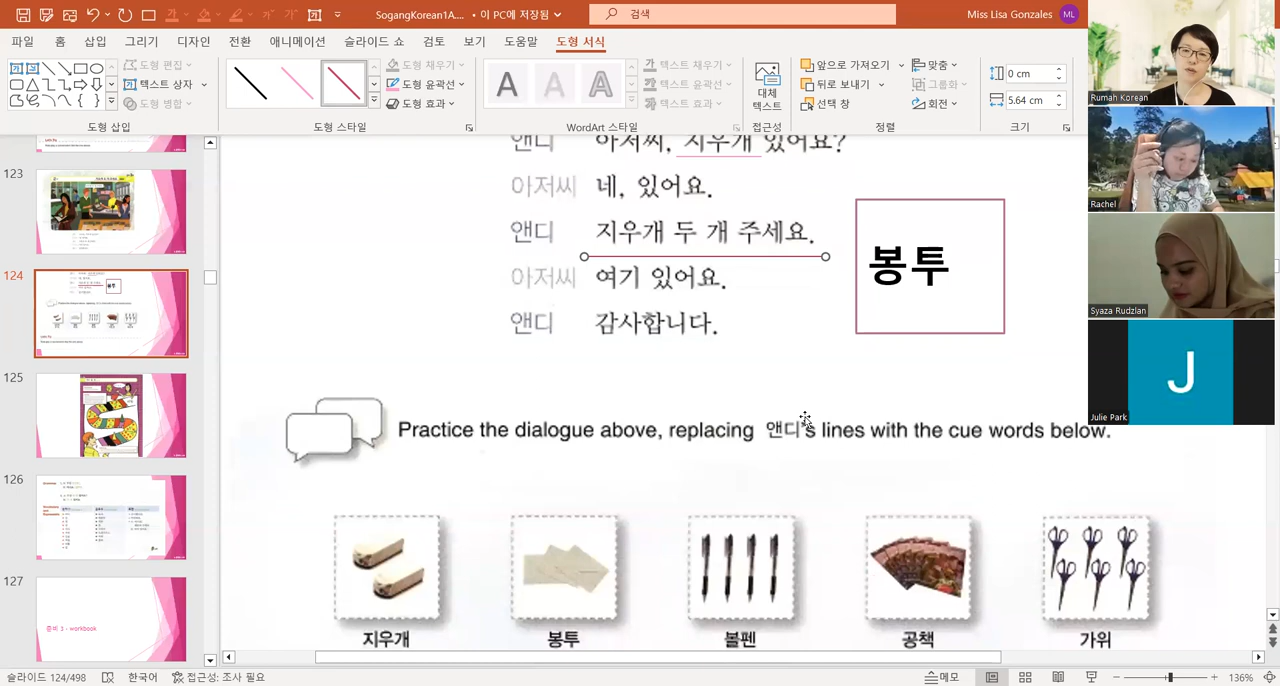 SogangKorean1A.... • 이 PC에 저장됨
검색
Miss Lisa Gonzales ML
파일 홈 삽입 그리기 디자인 전환 애니메이션 슬라이드 쇼 검토 보기 도움말 도형 서식
도형 편집
텍스트 상자
도형 병합
도형 삽입
도형 채우기
도형 윤곽선
도형 효과
도형 스타일
A A A
텍스트 채우기
텍스트 윤곽선
텍스트 효과
WordArt 스타일
대체
텍스트
접근성
앞으로 가져오기
뒤로 보내기
선택 창
맞춤
그룹화
회전
정렬
0 cm
5.64 cm
크기
Rumah Korean
Rachel
Syaza Rudzlan
J
Julie Park
123
124
봉투
125
126
127
준비 3 - workbook
앤디 아저씨, 지우개 있어요?
아저씨 네, 있어요.
앤디 지우개 두 개 주세요.
아저씨 여기 있어요.
앤디 감사합니다.
봉투
Practice the dialogue above, replacing 앤디's lines with the cue words below.
지우개 봉투 볼펜 공책 가위
슬라이드 124/498 한국어 접근성: 조사 필요 메모 136%